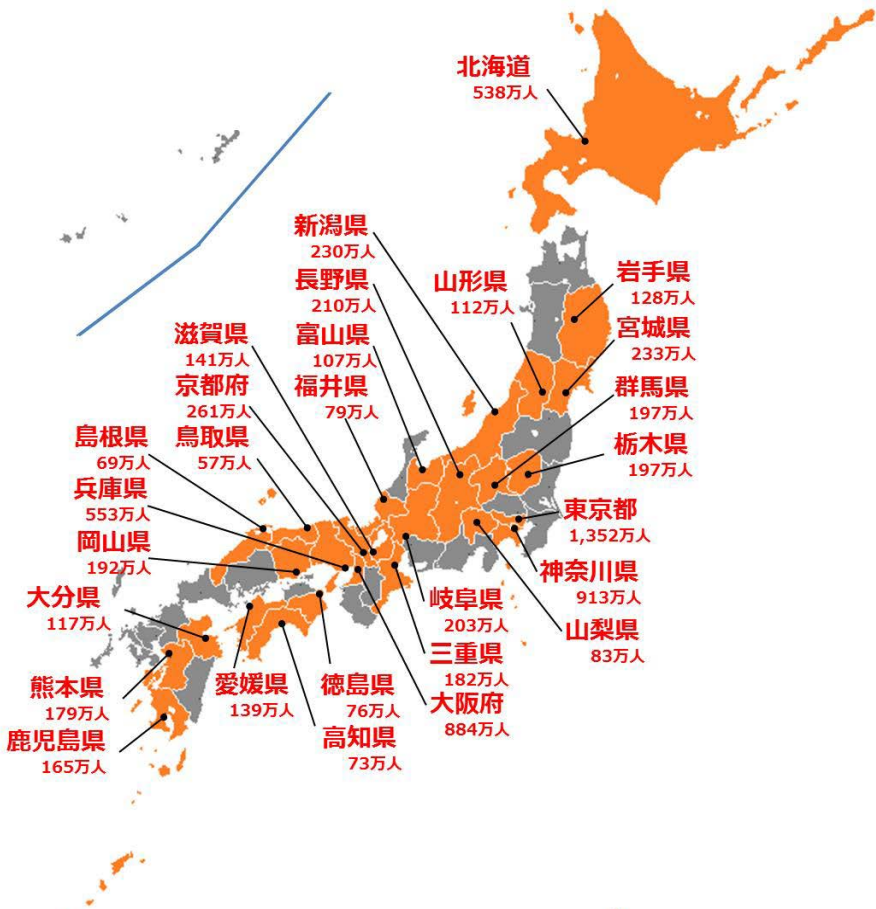 北海道
538万人
新潟県
230万人
長野県
210万人
山形県
112万人
岩手県
128万人
宮城県
233万人
滋賀県
141万人
富山県
107万人
京都府
261万人
福井県
79万人
群馬県
197万人
栃木県
197万人
島根県
69万人
鳥取県
57万人
兵庫県
553万人
東京都
1,352万人
岡山県
192万人
神奈川県
913万人
大分県
117万人
岐阜県
203万人
山梨県
83万人
三重県
182万人
熊本県
179万人
愛媛県
139万人
徳島県
76万人
大阪府
884万人
鹿児島県
165万人
高知県
73万人